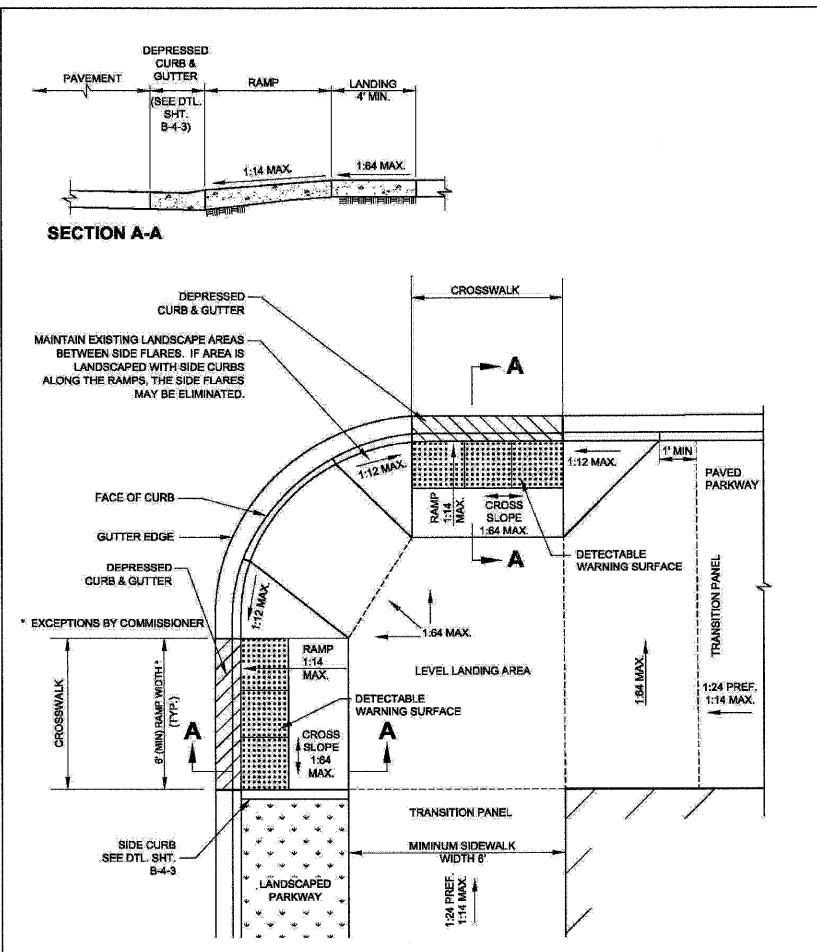 DEPRESSED
CURB &
GUTTER
PAVEMENT
RAMP
LANDING
4' MIN.
(SEE DTL.
SHT.
B-4-3)
1:14 MAX.
1:64 MAX.
SECTION A-A
CROSSWALK
DEPRESSED
CURB & GUTTER
MAINTAIN EXISTING LANDSCAPE AREAS
BETWEEN SIDE FLARES. IF AREA IS
LANDSCAPED WITH SIDE CURBS
ALONG THE RAMPS, THE SIDE FLARES
MAY BE ELIMINATED.
A
1:12 MAX.
1:12 MAX.
1' MIN
PAVED
PARKWAY
FACE OF CURB
RAMP
1:14
MAX.
CROSS
SLOPE
1:64 MAX.
GUTTER EDGE
A
DETECTABLE
WARNING SURFACE
DEPRESSED
CURB & GUTTER
1:12 MAX.
* EXCEPTIONS BY COMMISSIONER
1:64 MAX.
RAMP
1:14
MAX.
LEVEL LANDING AREA
1:64 MAX.
TRANSITION PANEL
1:24 PREF.
1:14 MAX.
CROSSWALK
6' (MIN) RAMP WIDTH *
(TYP.)
DETECTABLE
WARNING SURFACE
A
CROSS
SLOPE
1:64
MAX.
A
TRANSITION PANEL
SIDE CURB
SEE DTL. SHT.
B-4-3
MIMINUM SIDEWALK
WIDTH 6'
LANDSCAPED
PARKWAY
1:24 PREF.
1:14 MAX.